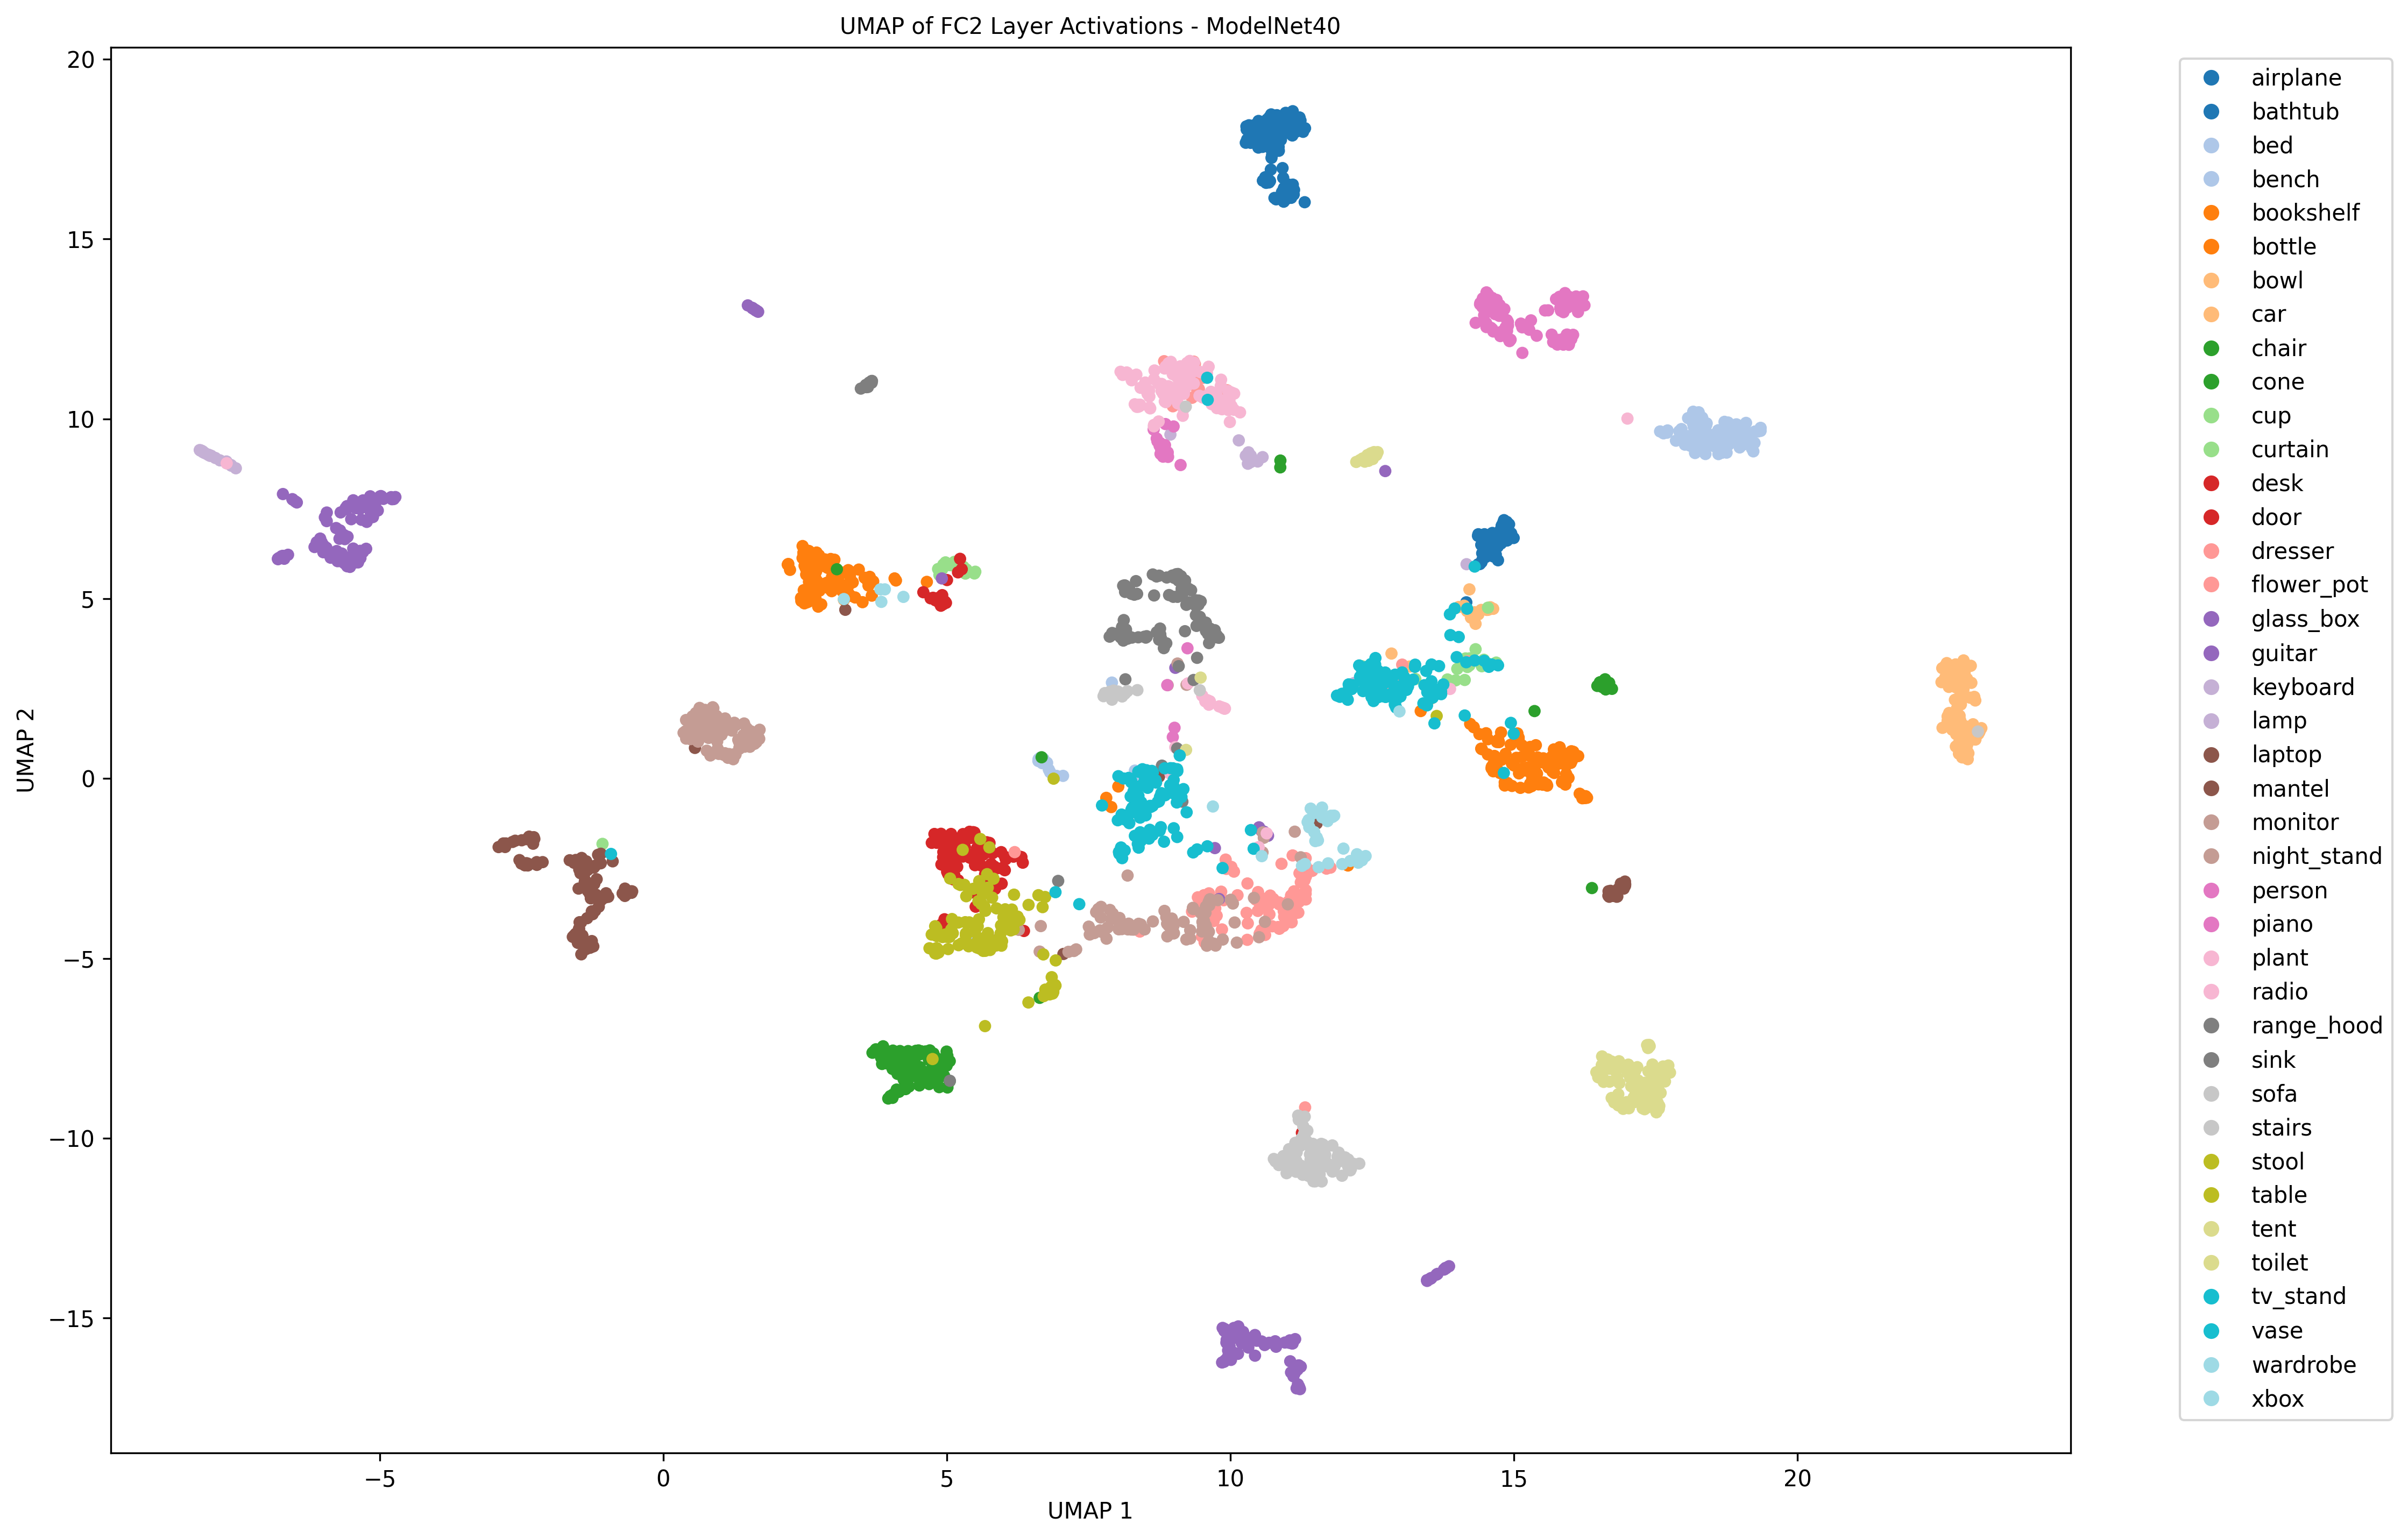 UMAP of FC2 Layer Activations - ModelNet40
20
15
10
5
0
−5
−10
−15
UMAP 2
−5
0
5
10
15
20
UMAP 1
airplane
bathtub
bed
bench
bookshelf
bottle
bowl
car
chair
cone
cup
curtain
desk
door
dresser
flower_pot
glass_box
guitar
keyboard
lamp
laptop
mantel
monitor
night_stand
person
piano
plant
radio
range_hood
sink
sofa
stairs
stool
table
tent
toilet
tv_stand
vase
wardrobe
xbox